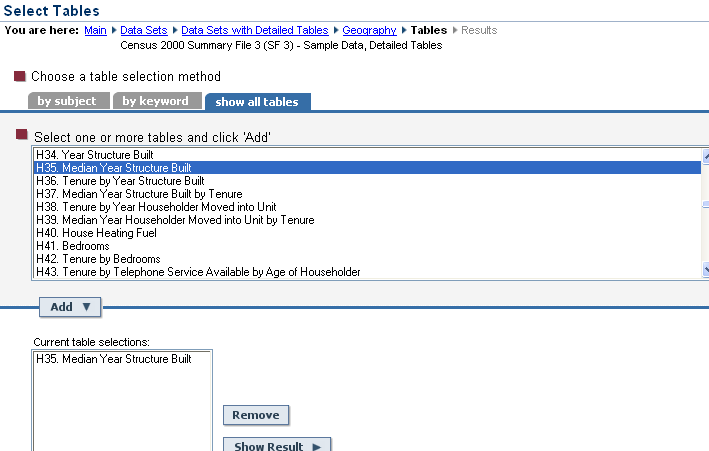 Select Tables
You are here: Main Data Sets Data Sets with Detailed Tables Geography Tables Results
Census 2000 Summary File 3 (SF 3) - Sample Data, Detailed Tables
Choose a table selection method
by subject by keyword show all tables
Select one or more tables and click 'Add'
H34. Year Structure Built
H35. Median Year Structure Built
H36. Tenure by Year Structure Built
H37. Median Year Structure Built by Tenure
H38. Tenure by Year Householder Moved into Unit
H39. Median Year Householder Moved into Unit by Tenure
H40. House Heating Fuel
H41. Bedrooms
H42. Tenure by Bedrooms
H43. Tenure by Telephone Service Available by Age of Householder
Add
Current table selections:
H35. Median Year Structure Built
Remove
Show Result